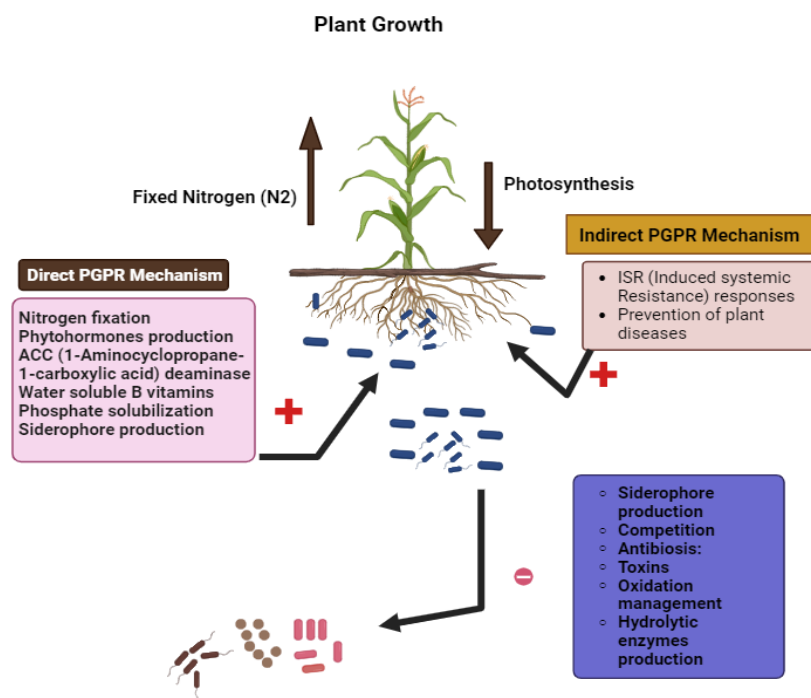 Plant Growth
Fixed Nitrogen (N2)
Photosynthesis
Direct PGPR Mechanism
Nitrogen fixation
Phytohormones production
ACC (1-Aminocyclopropane-
1-carboxylic acid) deaminase
Water soluble B vitamins
Phosphate solubilization
Siderophore production
Indirect PGPR Mechanism
• ISR (Induced systemic
Resistance) responses
• Prevention of plant
diseases
○ Siderophore
production
○ Competition
○ Antibiosis:
○ Toxins
○ Oxidation
management
○ Hydrolytic
enzymes
production